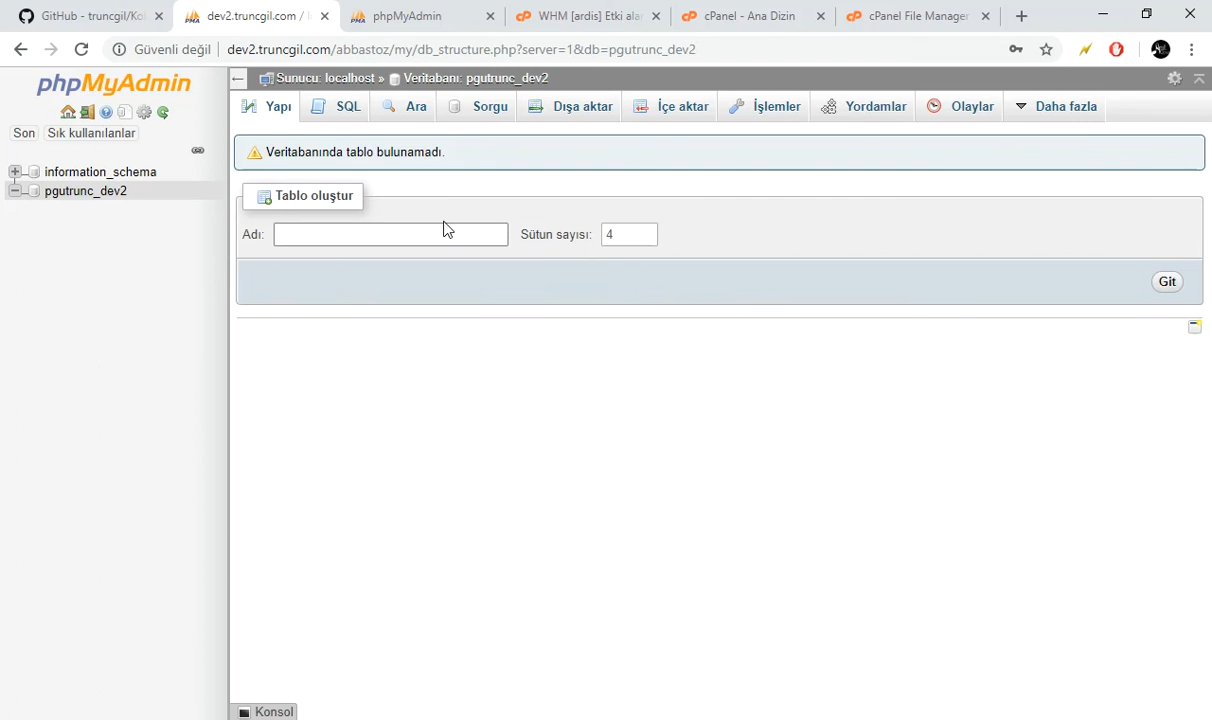 GitHub - truncgil/Kol
dev2.truncgil.com / l
phpMyAdmin
WHM [ardis] Etki ala
cPanel - Ana Dizin
cPanel File Manager
Güvenli değil
dev2.truncgil.com/abbastoz/my/db_structure.php?server=1&db=pgutrunc_dev2
phpMyAdmin
Son
Sık kullanılanlar
information_schema
pgutrunc_dev2
Sunucu: localhost » Veritabanı: pgutrunc_dev2
Yapı
SQL
Ara
Sorgu
Dışa aktar
İçe aktar
İşlemler
Yordamlar
Olaylar
Daha fazla
Veritabanında tablo bulunamadı.
Tablo oluştur
Adı:
Sütun sayısı: 4
Git
Konsol